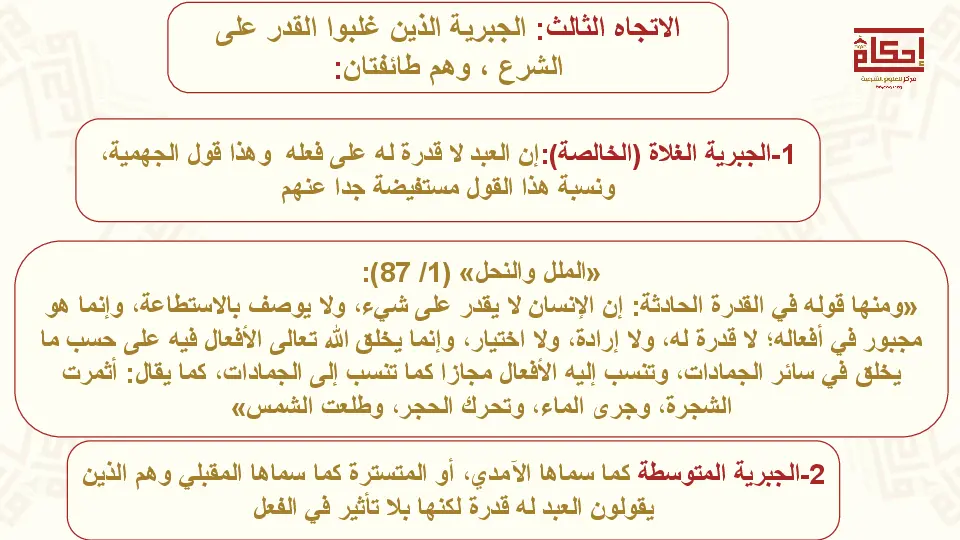 الاتجاه الثالث: الجبرية الذين غلبوا القدر على
الشرع ، وهم طائفتان:
إحكام
مركز للعلوم الشرعية
1-الجبرية الغلاة (الخالصة):إن العبد لا قدرة له على فعله وهذا قول الجهمية،
ونسبة هذا القول مستفيضة جدا عنهم
«الملل والنحل» (1/ 87):
«ومنها قوله في القدرة الحادثة: إن الإنسان لا يقدر على شيء، ولا يوصف بالاستطاعة، وإنما هو
مجبور في أفعاله؛ لا قدرة له، ولا إرادة، ولا اختيار، وإنما يخلق الله تعالى الأفعال فيه على حسب ما
يخلق في سائر الجمادات، وتنسب إليه الأفعال مجازا كما تنسب إلى الجمادات، كما يقال: أثمرت
الشجرة، وجرى الماء، وتحرك الحجر، وطلعت الشمس»
2-الجبرية المتوسطة كما سماها الآمدي، أو المتسترة كما سماها المقبلي وهم الذين
يقولون العبد له قدرة لكنها بلا تأثير في الفعل